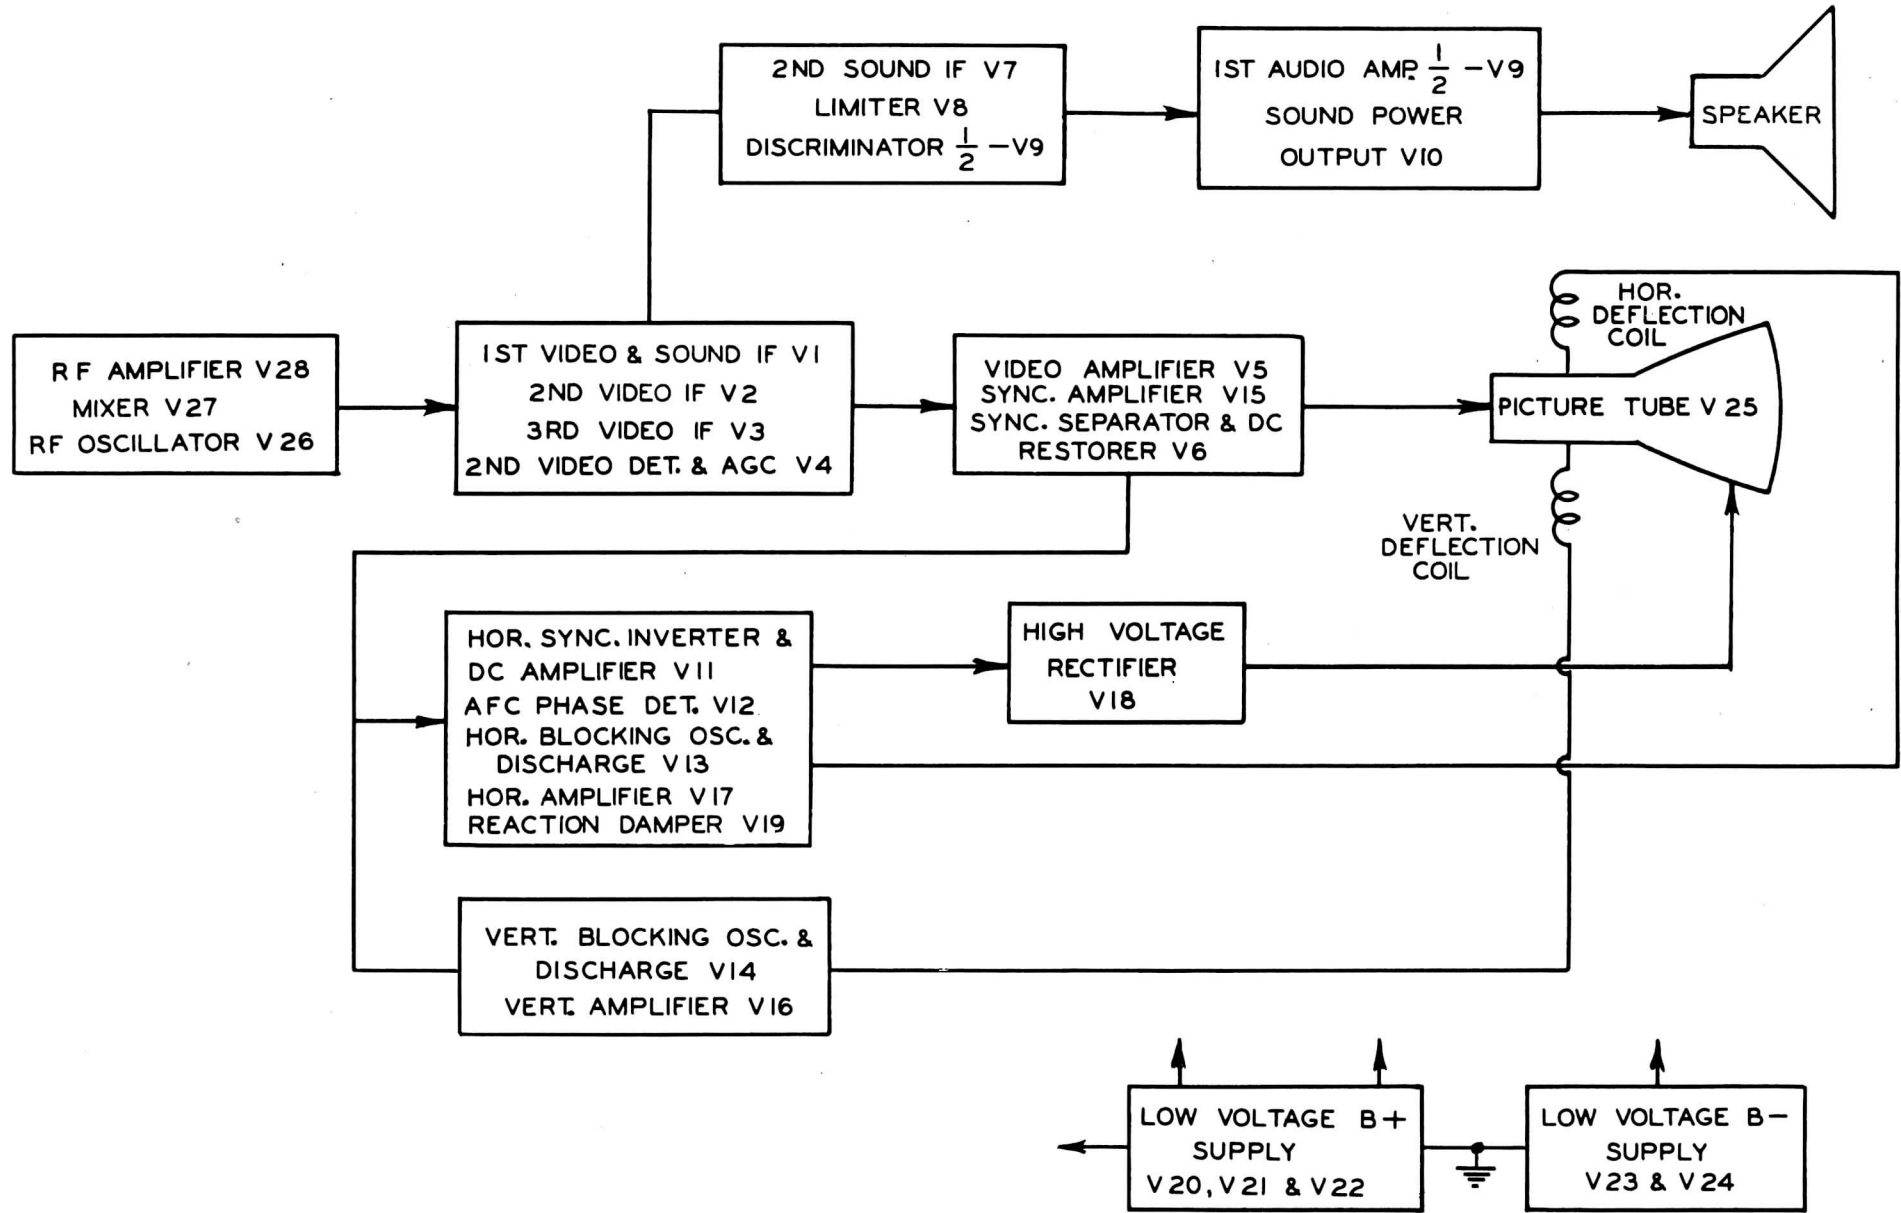 2ND SOUND IF V7
LIMITER V8
DISCRIMINATOR 1/2 —V9
1ST AUDIO AMP. 1/2 —V9
SOUND POWER
OUTPUT V10
SPEAKER
HOR.
DEFLECTION
COIL
RF AMPLIFIER V28
MIXER V27
RF OSCILLATOR V26
1ST VIDEO & SOUND IF V1
2ND VIDEO IF V2
3RD VIDEO IF V3
2ND VIDEO DET. & AGC V4
VIDEO AMPLIFIER V5
SYNC. AMPLIFIER V15
SYNC. SEPARATOR & DC
RESTORER V6
PICTURE TUBE V25
VERT.
DEFLECTION
COIL
HOR. SYNC. INVERTER &
DC AMPLIFIER V11
AFC PHASE DET. V12
HOR. BLOCKING OSC. &
DISCHARGE V13
HOR. AMPLIFIER V17
REACTION DAMPER V19
HIGH VOLTAGE
RECTIFIER
V18
VERT. BLOCKING OSC. &
DISCHARGE V14
VERT. AMPLIFIER V16
LOW VOLTAGE B+
SUPPLY
V20, V21 & V22
LOW VOLTAGE B—
SUPPLY
V23 & V24